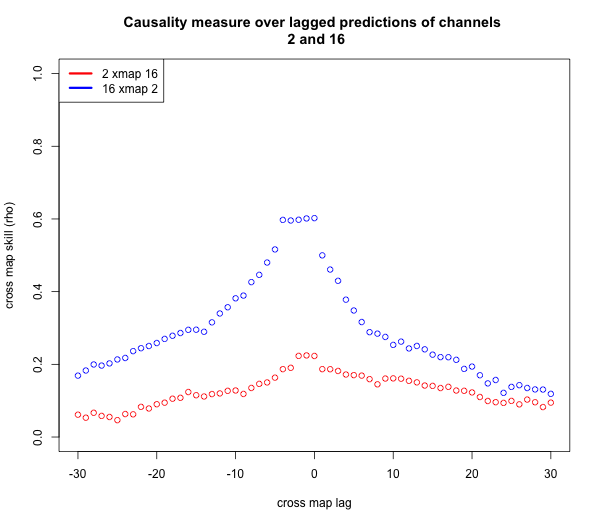 Causality measure over lagged predictions of channels
2 and 16
2 xmap 16
16 xmap 2
cross map skill (rho)
1.0
0.8
0.6
0.4
0.2
0.0
-30 -20 -10 0 10 20 30
cross map lag